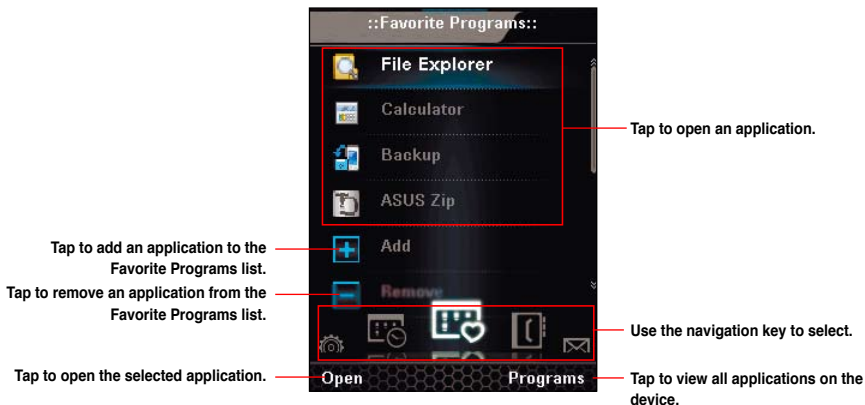 ::Favorite Programs::
File Explorer
Calculator
Backup
ASUS Zip
Add
Remove
Open
Programs
Tap to open an application.
Tap to add an application to the
Favorite Programs list.
Tap to remove an application from the
Favorite Programs list.
Use the navigation key to select.
Tap to open the selected application.
Tap to view all applications on the
device.